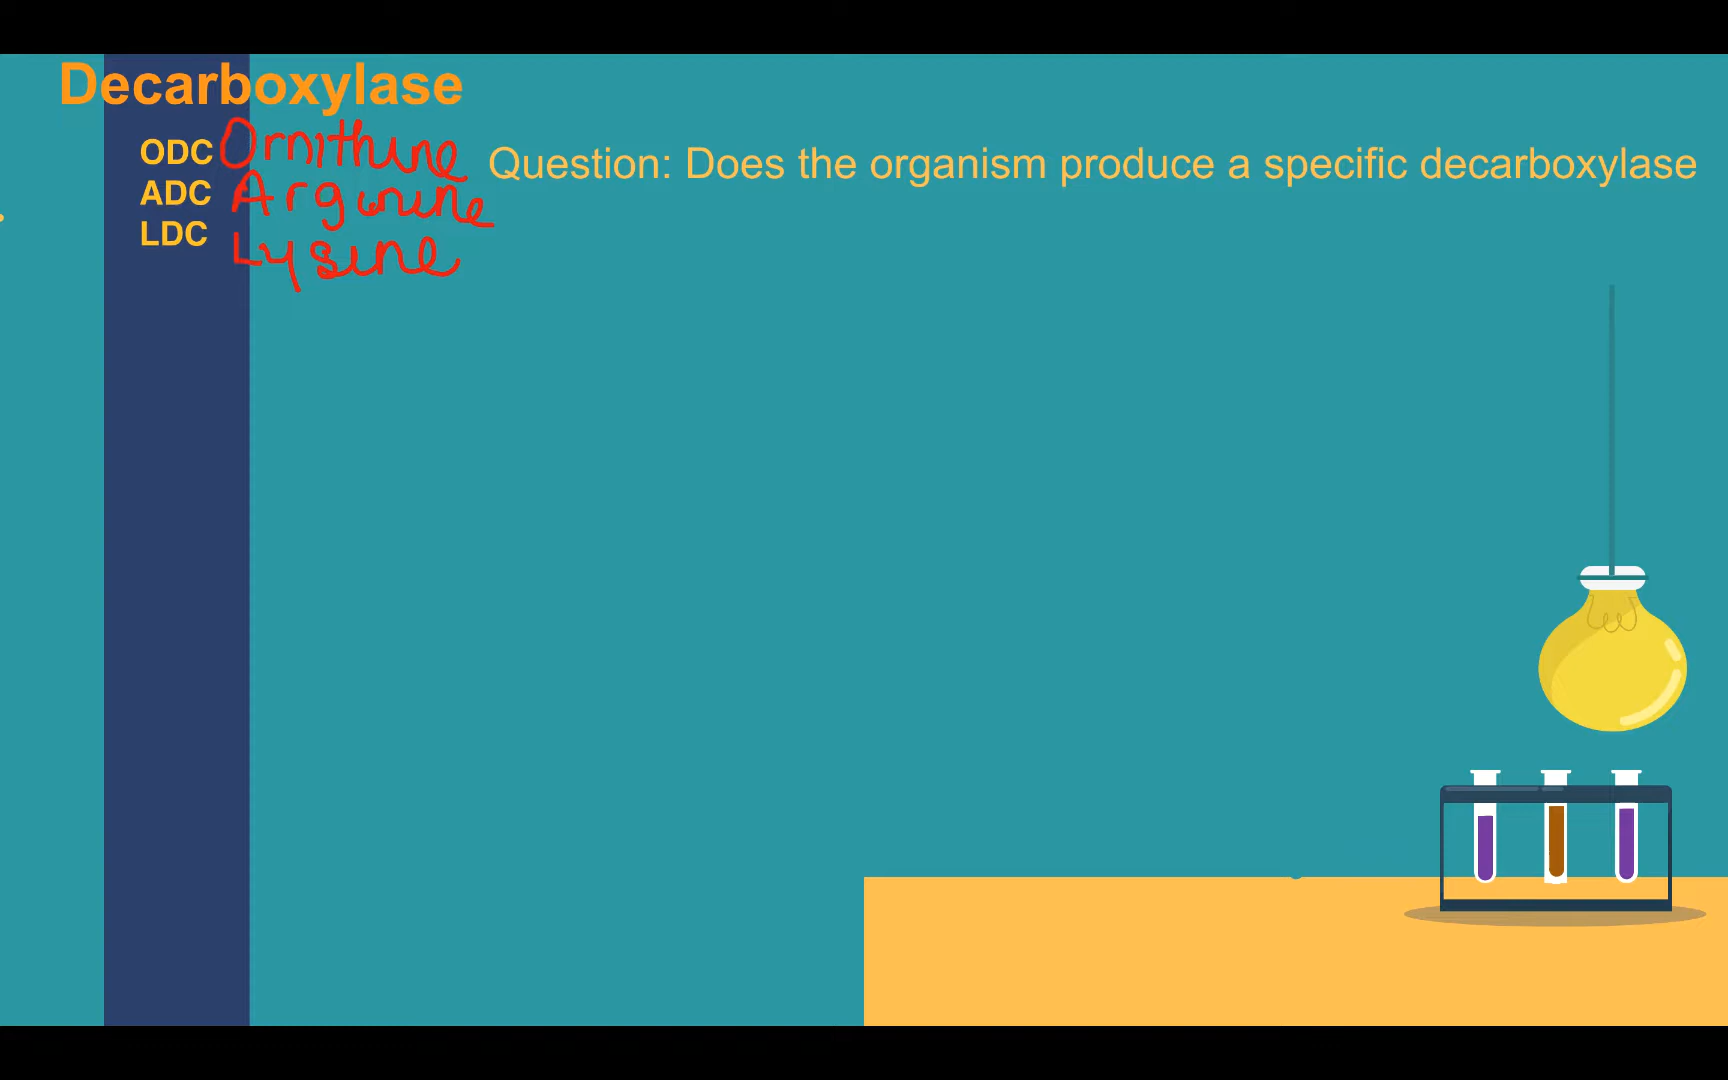 Decarboxylase
ODC Ornithine
ADC Arginine
LDC Lysine
Question: Does the organism produce a specific decarboxylase